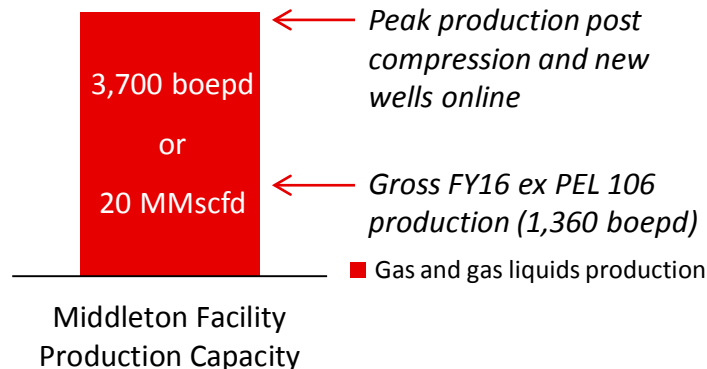 3,700 boepd
or
20 MMscfd
Peak production post
compression and new
wells online
Gross FY16 ex PEL 106
production (1,360 boepd)
Gas and gas liquids production
Middleton Facility
Production Capacity